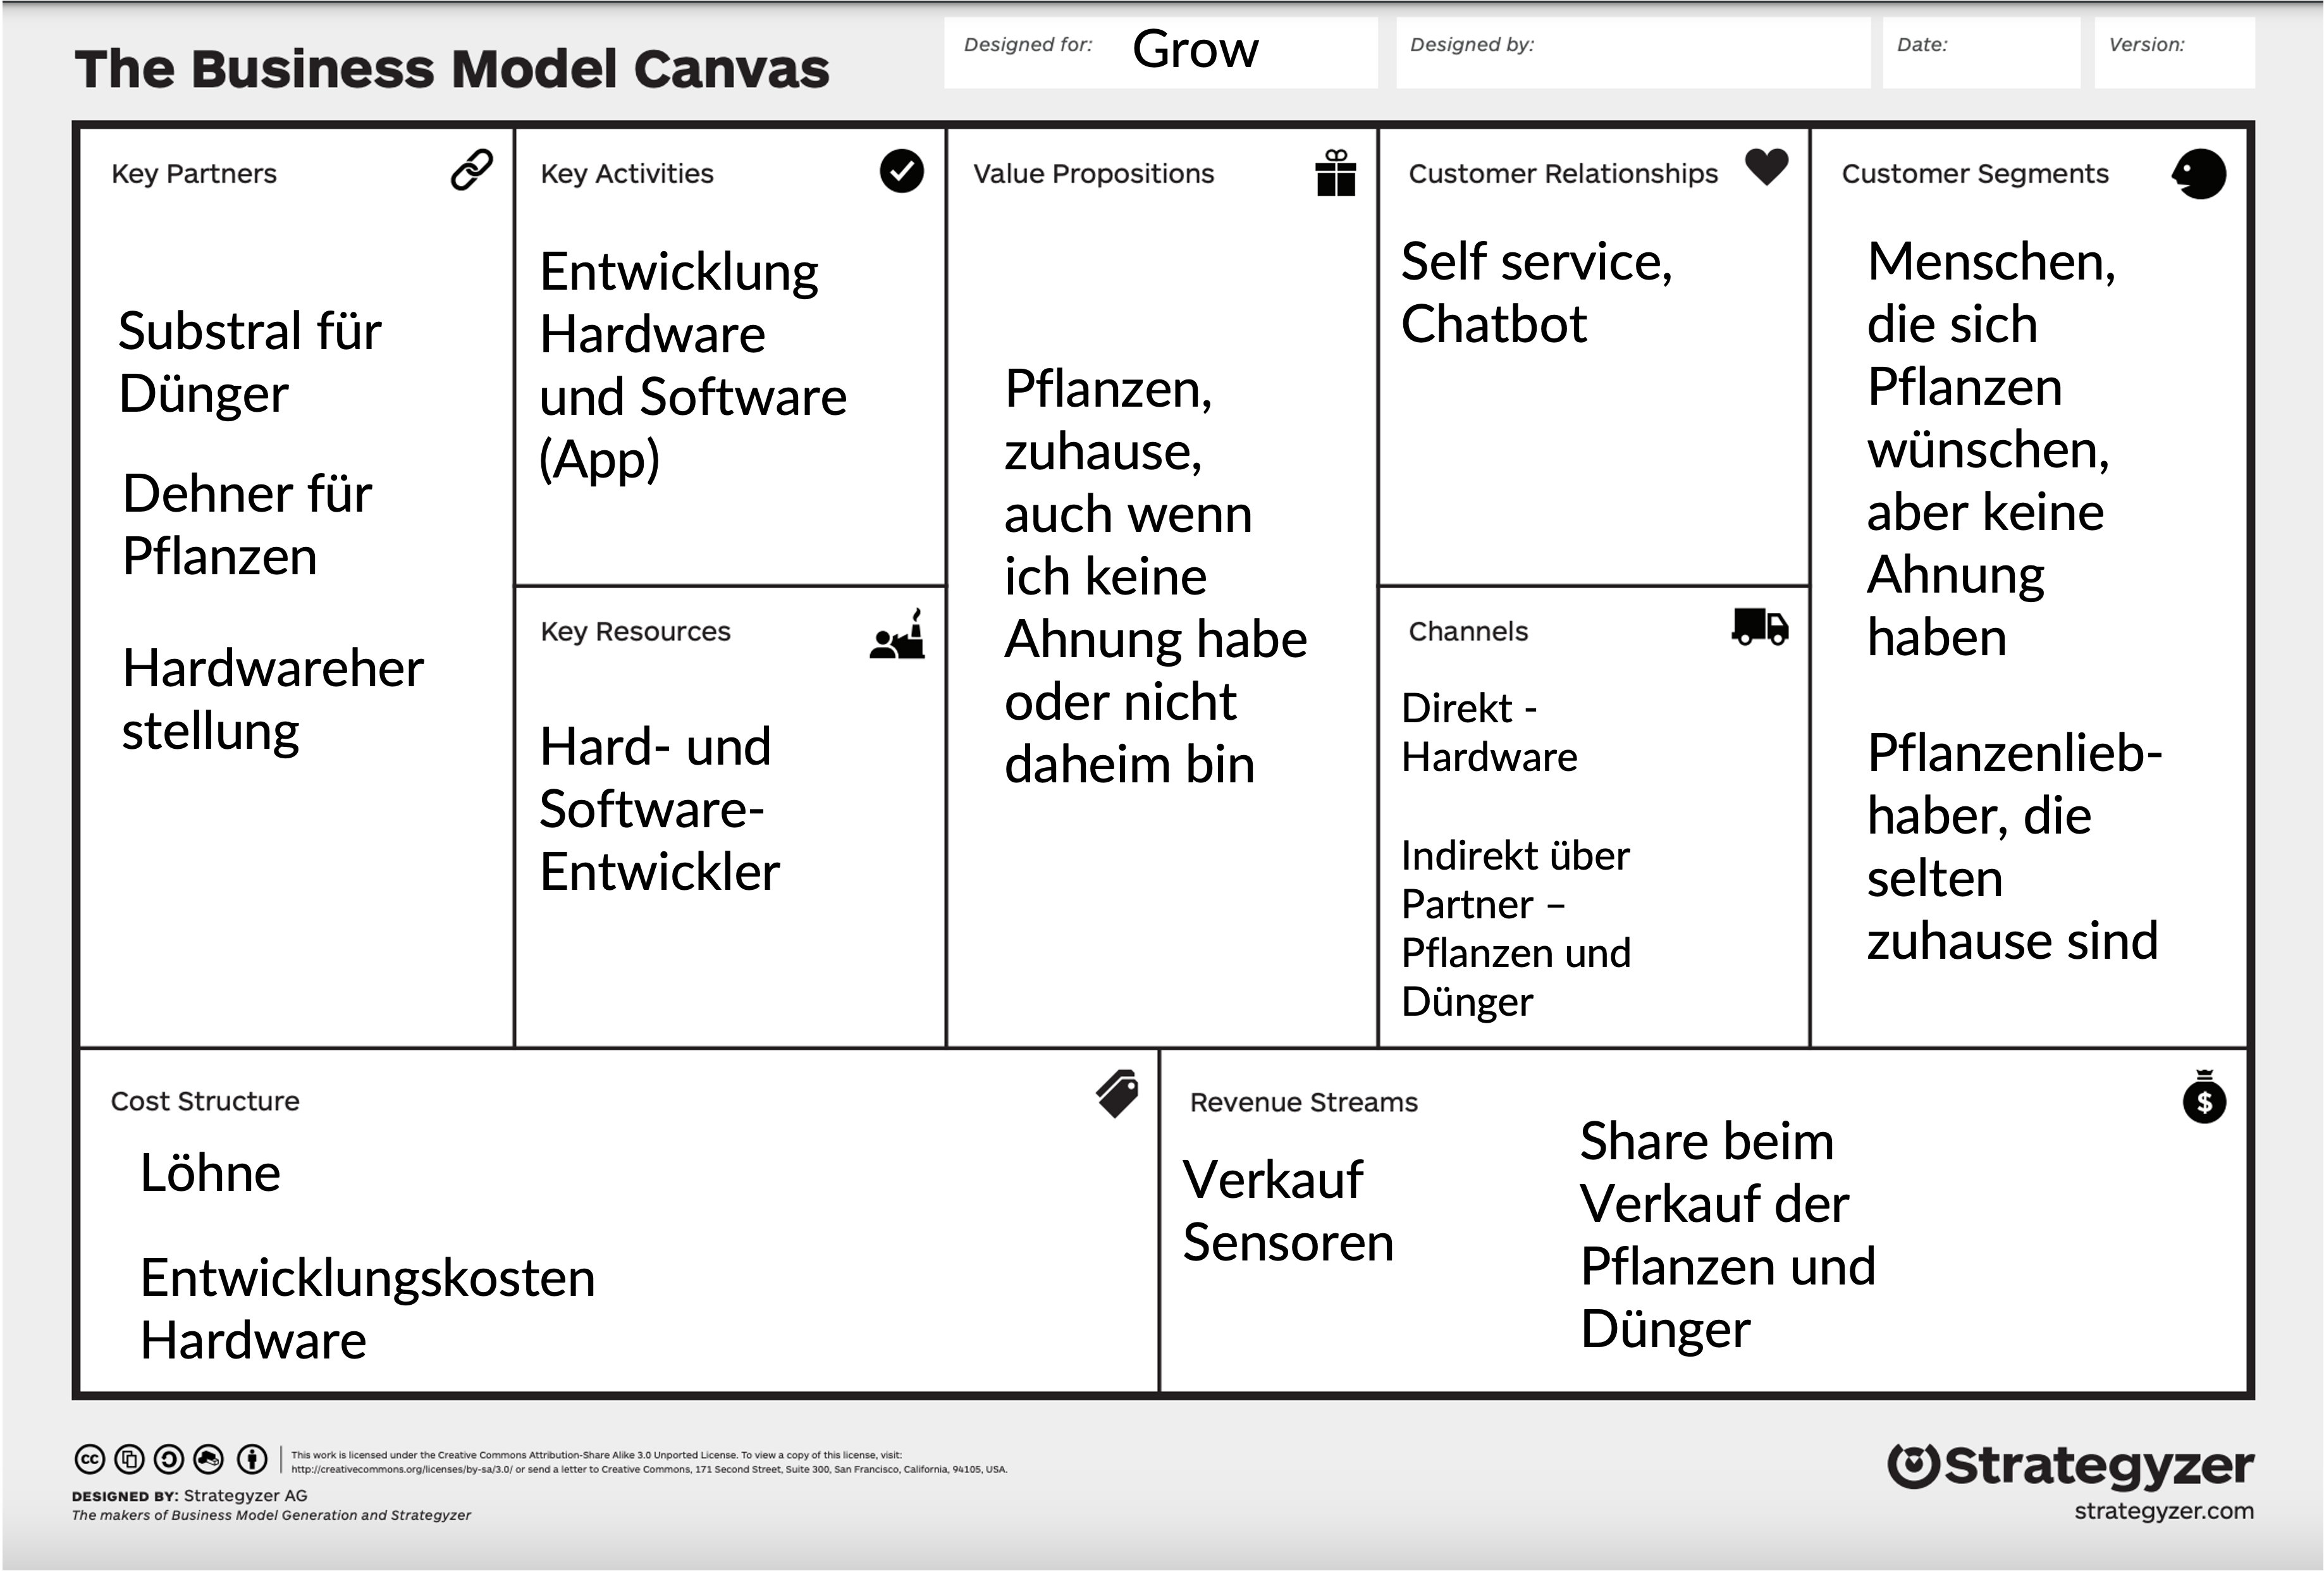 The Business Model Canvas
Designed for:
Grow
Designed by:
Date:
Version:
Key Partners
Substral für
Dünger
Dehner für
Pflanzen
Hardwareher
stellung
Key Activities
Entwicklung
Hardware
und Software
(App)
Key Resources
Hard- und
Software-
Entwickler
Value Propositions
Pflanzen,
zuhause,
auch wenn
ich keine
Ahnung habe
oder nicht
daheim bin
Customer Relationships
Self service,
Chatbot
Channels
Direkt -
Hardware
Indirekt über
Partner –
Pflanzen und
Dünger
Customer Segments
Menschen,
die sich
Pflanzen
wünschen,
aber keine
Ahnung
haben
Pflanzenlieb-
haber, die
selten
zuhause sind
Cost Structure
Löhne
Entwicklungskosten
Hardware
Revenue Streams
$
Verkauf
Sensoren
Share beim
Verkauf der
Pflanzen und
Dünger
cc
This work is licensed under the Creative Commons Attribution-Share Alike 3.0 Unported License. To view a copy of this license, visit:
http://creativecommons.org/licenses/by-sa/3.0/ or send a letter to Creative Commons, 171 Second Street, Suite 300, San Francisco, California, 94105, USA.
DESIGNED BY: Strategyzer AG
The makers of Business Model Generation and Strategyzer
Strategyzer
strategyzer.com